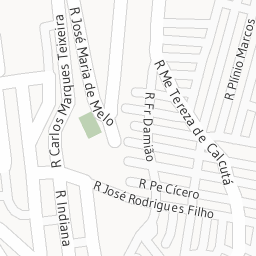 R José Maria de Melo
R Carlos Marques Teixeira
R Me Tereza de Calcutá
R Plínio Marcos
R Fr Damião
R Pe Cícero
R José Rodrigues Filho
R Indiana